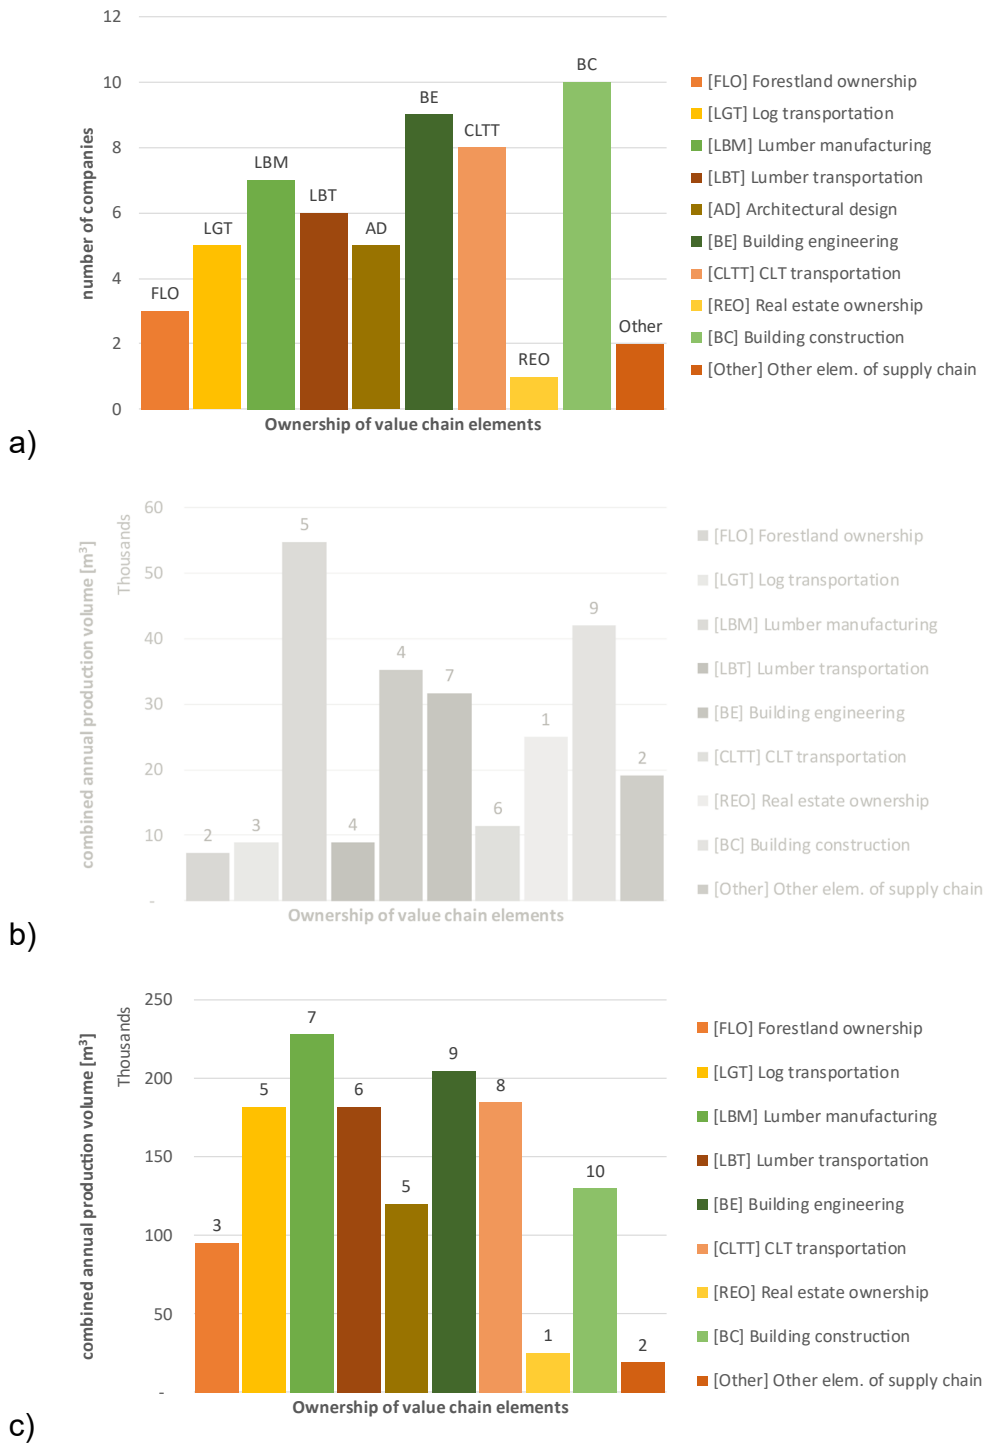 12
10
8
6
4
2
0
number of companies
FLO
LGT
LBM
LBT
AD
BE
CLTT
REO
BC
Other
Ownership of value chain elements
[FLO] Forestland ownership
[LGT] Log transportation
[LBM] Lumber manufacturing
[LBT] Lumber transportation
[AD] Architectural design
[BE] Building engineering
[CLTT] CLT transportation
[REO] Real estate ownership
[BC] Building construction
[Other] Other elem. of supply chain
a)
60
50
40
30
20
10
-
combined annual production volume [m³]
Thousands
2
3
5
4
4
7
6
1
9
2
Ownership of value chain elements
[FLO] Forestland ownership
[LGT] Log transportation
[LBM] Lumber manufacturing
[LBT] Lumber transportation
[BE] Building engineering
[CLTT] CLT transportation
[REO] Real estate ownership
[BC] Building construction
[Other] Other elem. of supply chain
b)
250
200
150
100
50
-
combined annual production volume [m³]
Thousands
3
5
7
6
5
9
8
1
10
2
Ownership of value chain elements
[FLO] Forestland ownership
[LGT] Log transportation
[LBM] Lumber manufacturing
[LBT] Lumber transportation
[BE] Building engineering
[CLTT] CLT transportation
[REO] Real estate ownership
[BC] Building construction
[Other] Other elem. of supply chain
c)